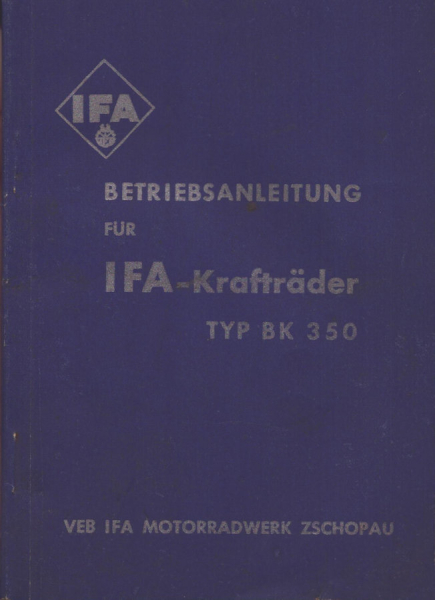 IFA
BETRIEBSANLEITUNG
FÜR
IFA-Krafträder
TYP BK 350
VEB IFA MOTORRADWERK ZSCHOPAU